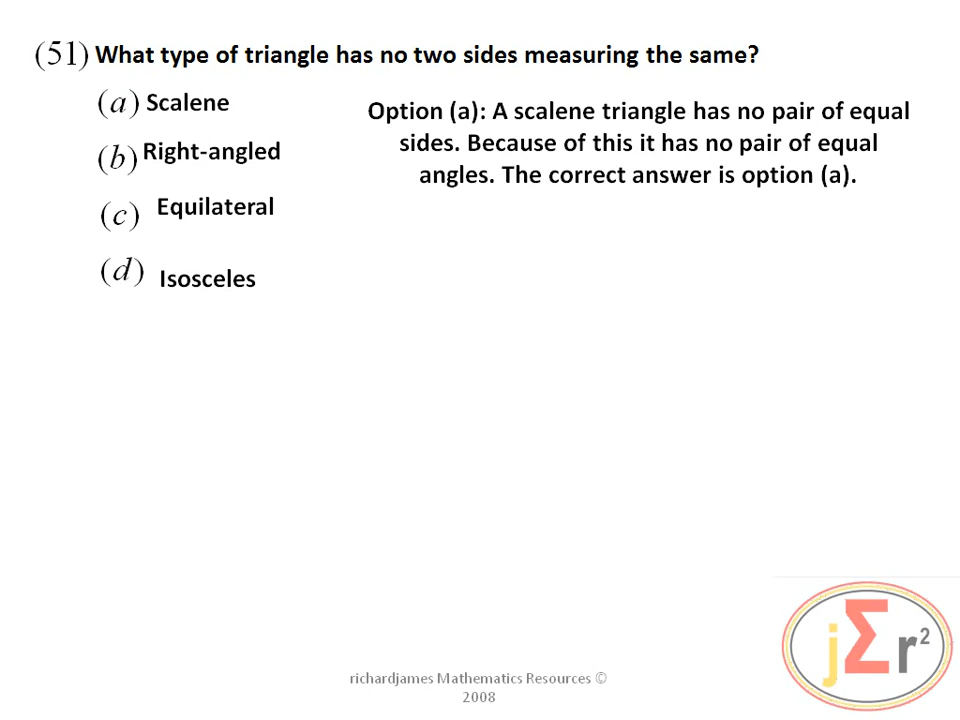 (51) What type of triangle has no two sides measuring the same?
(a) Scalene
(b) Right-angled
(c) Equilateral
(d) Isosceles
Option (a): A scalene triangle has no pair of equal
sides. Because of this it has no pair of equal
angles. The correct answer is option (a).
richardjames Mathematics Resources ©
2008
jΣr²